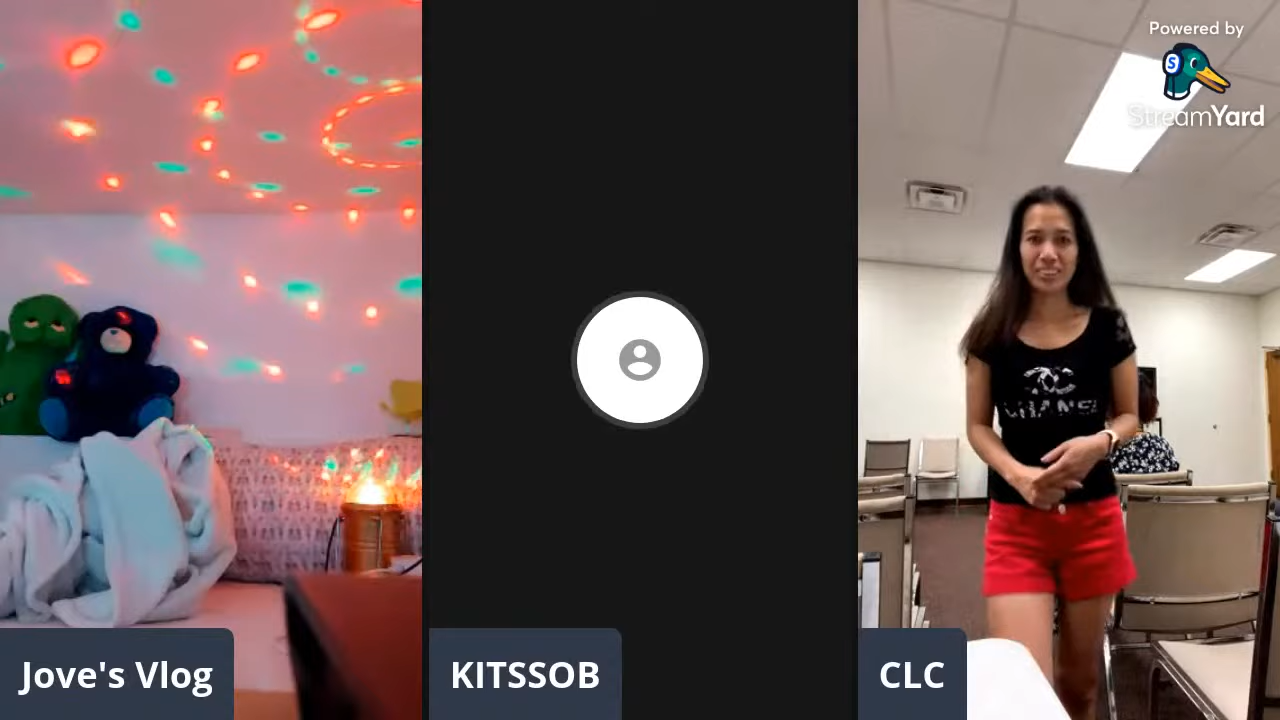 Powered by
StreamYard
CHANEL
Jove's Vlog
KITSSOB
CLC